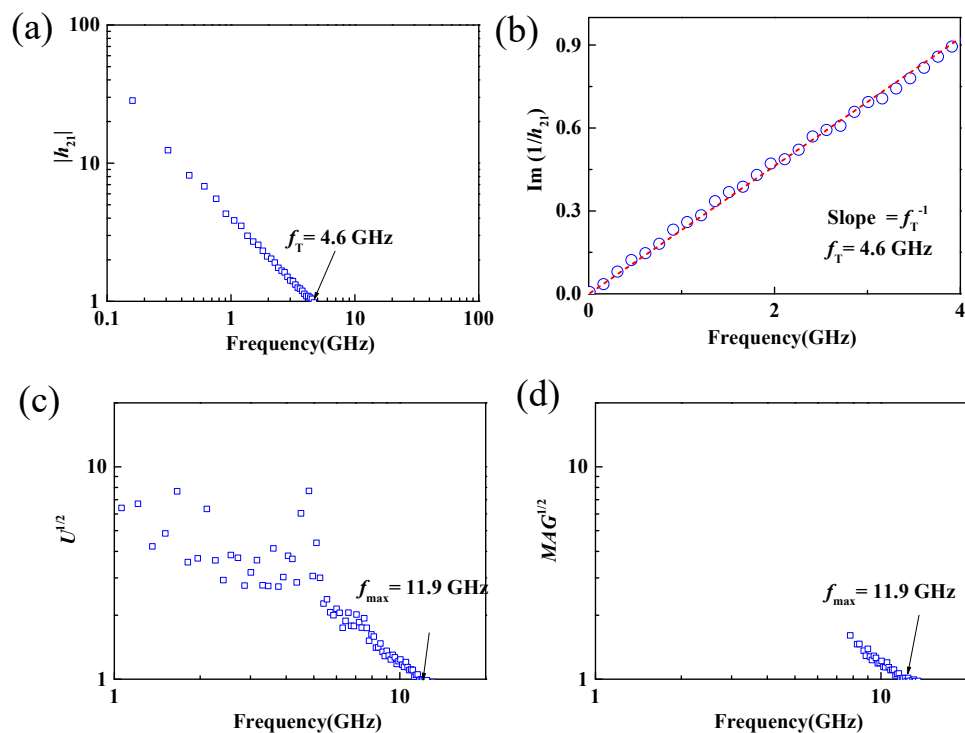 (a)
100
|h21|
10
fT= 4.6 GHz
1
0.1 1 10 100
Frequency(GHz)
(b)
0.9
Im (1/h21)
0.6
0.3
Slope = fT-1
fT= 4.6 GHz
0.0
0 2 4
Frequency(GHz)
(c)
10
U1/2
fmax= 11.9 GHz
1
1 10
Frequency(GHz)
(d)
10
MAG1/2
fmax= 11.9 GHz
1
1 10
Frequency(GHz)